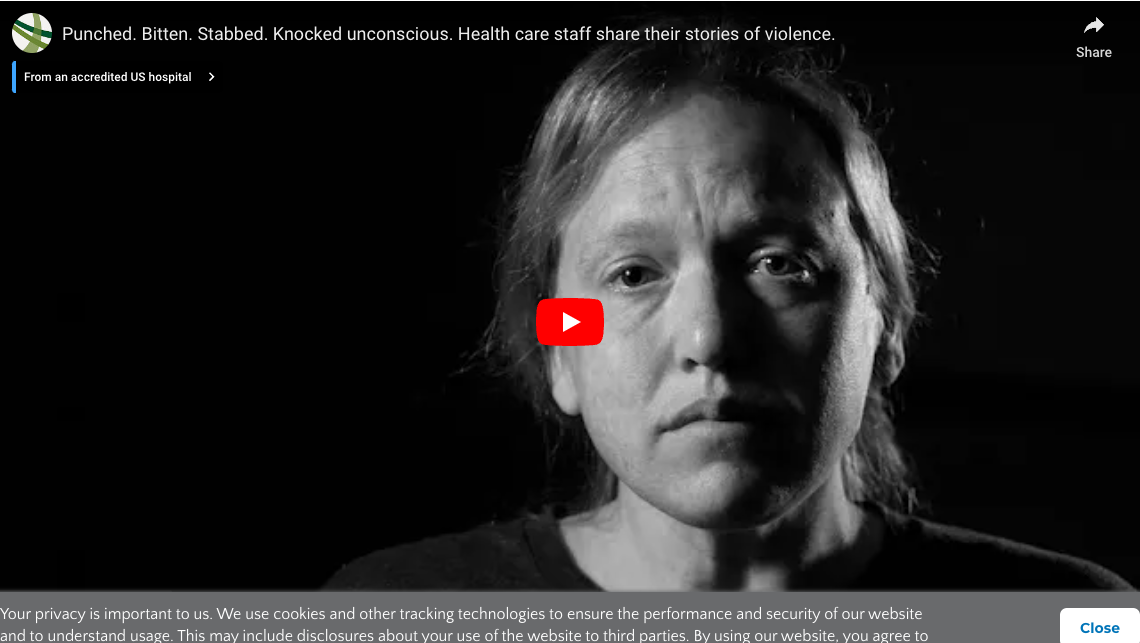 Punched. Bitten. Stabbed. Knocked unconscious. Health care staff share their stories of violence.
Share
From an accredited US hospital
Your privacy is important to us. We use cookies and other tracking technologies to ensure the performance and security of our website
and to understand usage. This may include disclosures about your use of the website to third parties. By using our website, you agree to
Close